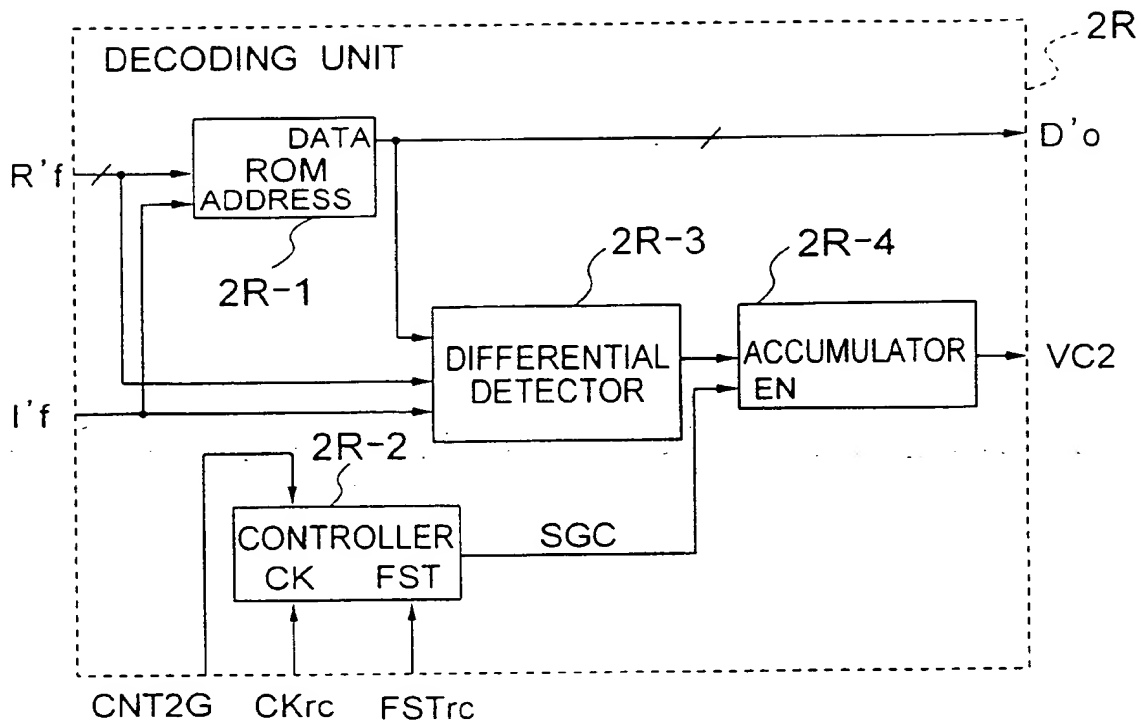 2R
DECODING UNIT
DATA
D'o
R'f
ROM
ADDRESS
2R-3
2R-4
2R-1
DIFFERENTIAL
DETECTOR
ACCUMULATOR
EN
VC2
I'f
2R-2
CONTROLLER
CK FST
SGC
CNT2G CKrc FSTrc